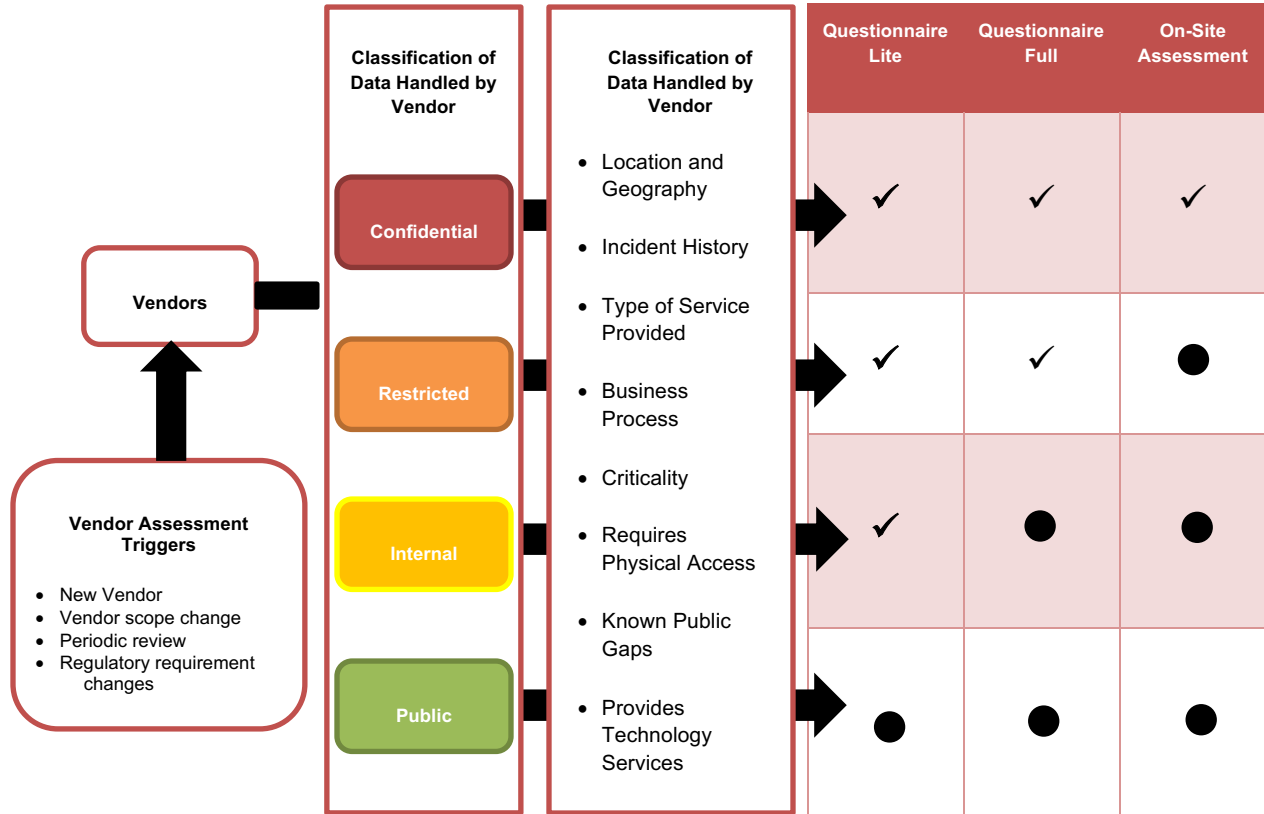 Vendors
Vendor Assessment
Triggers
• New Vendor
• Vendor scope change
• Periodic review
• Regulatory requirement
changes
Classification of
Data Handled by
Vendor
Confidential
Restricted
Internal
Public
Classification of
Data Handled by
Vendor
• Location and
Geography
• Incident History
• Type of Service
Provided
• Business
Process
• Criticality
• Requires
Physical Access
• Known Public
Gaps
• Provides
Technology
Services
Questionnaire
Lite
Questionnaire
Full
On-Site
Assessment
✓ ✓ ✓
✓ ✓ ●
✓ ● ●
● ● ●